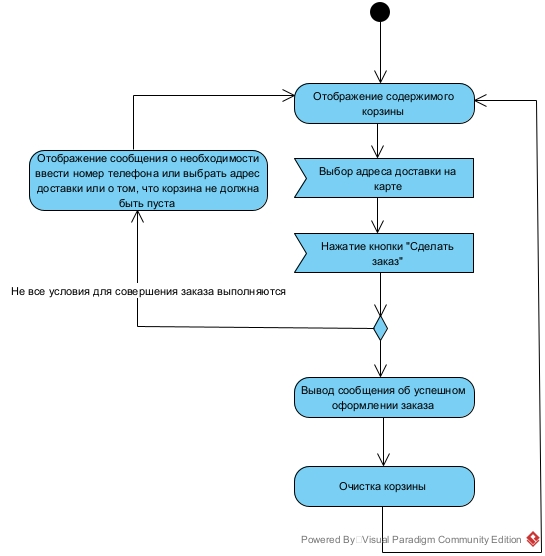 Отображение содержимого
корзины
Отображение сообщения о необходимости
ввести номер телефона или выбрать адрес
доставки или о том, что корзина не должна
быть пуста
Выбор адреса доставки на
карте
Нажатие кнопки "Сделать
заказ"
Не все условия для совершения заказа выполняются
Вывод сообщения об успешном
оформлении заказа
Очистка корзины
Powered By Visual Paradigm Community Edition